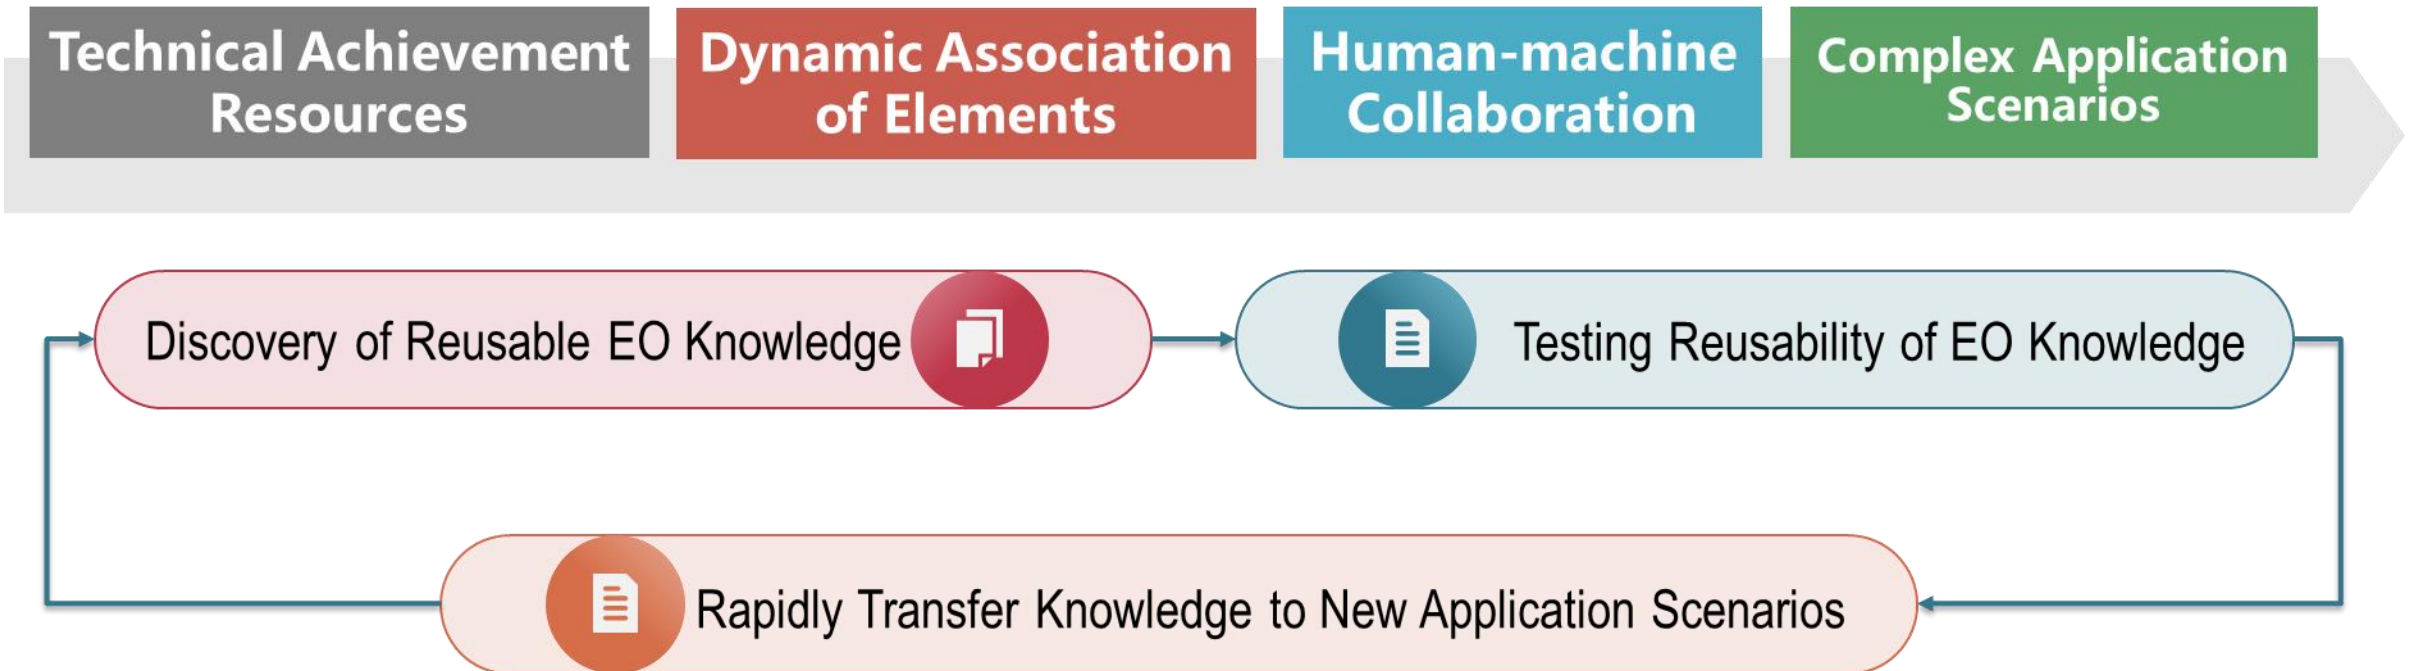 Technical Achievement
Resources
Dynamic Association
of Elements
Human-machine
Collaboration
Complex Application
Scenarios
Discovery of Reusable EO Knowledge
Testing Reusability of EO Knowledge
Rapidly Transfer Knowledge to New Application Scenarios